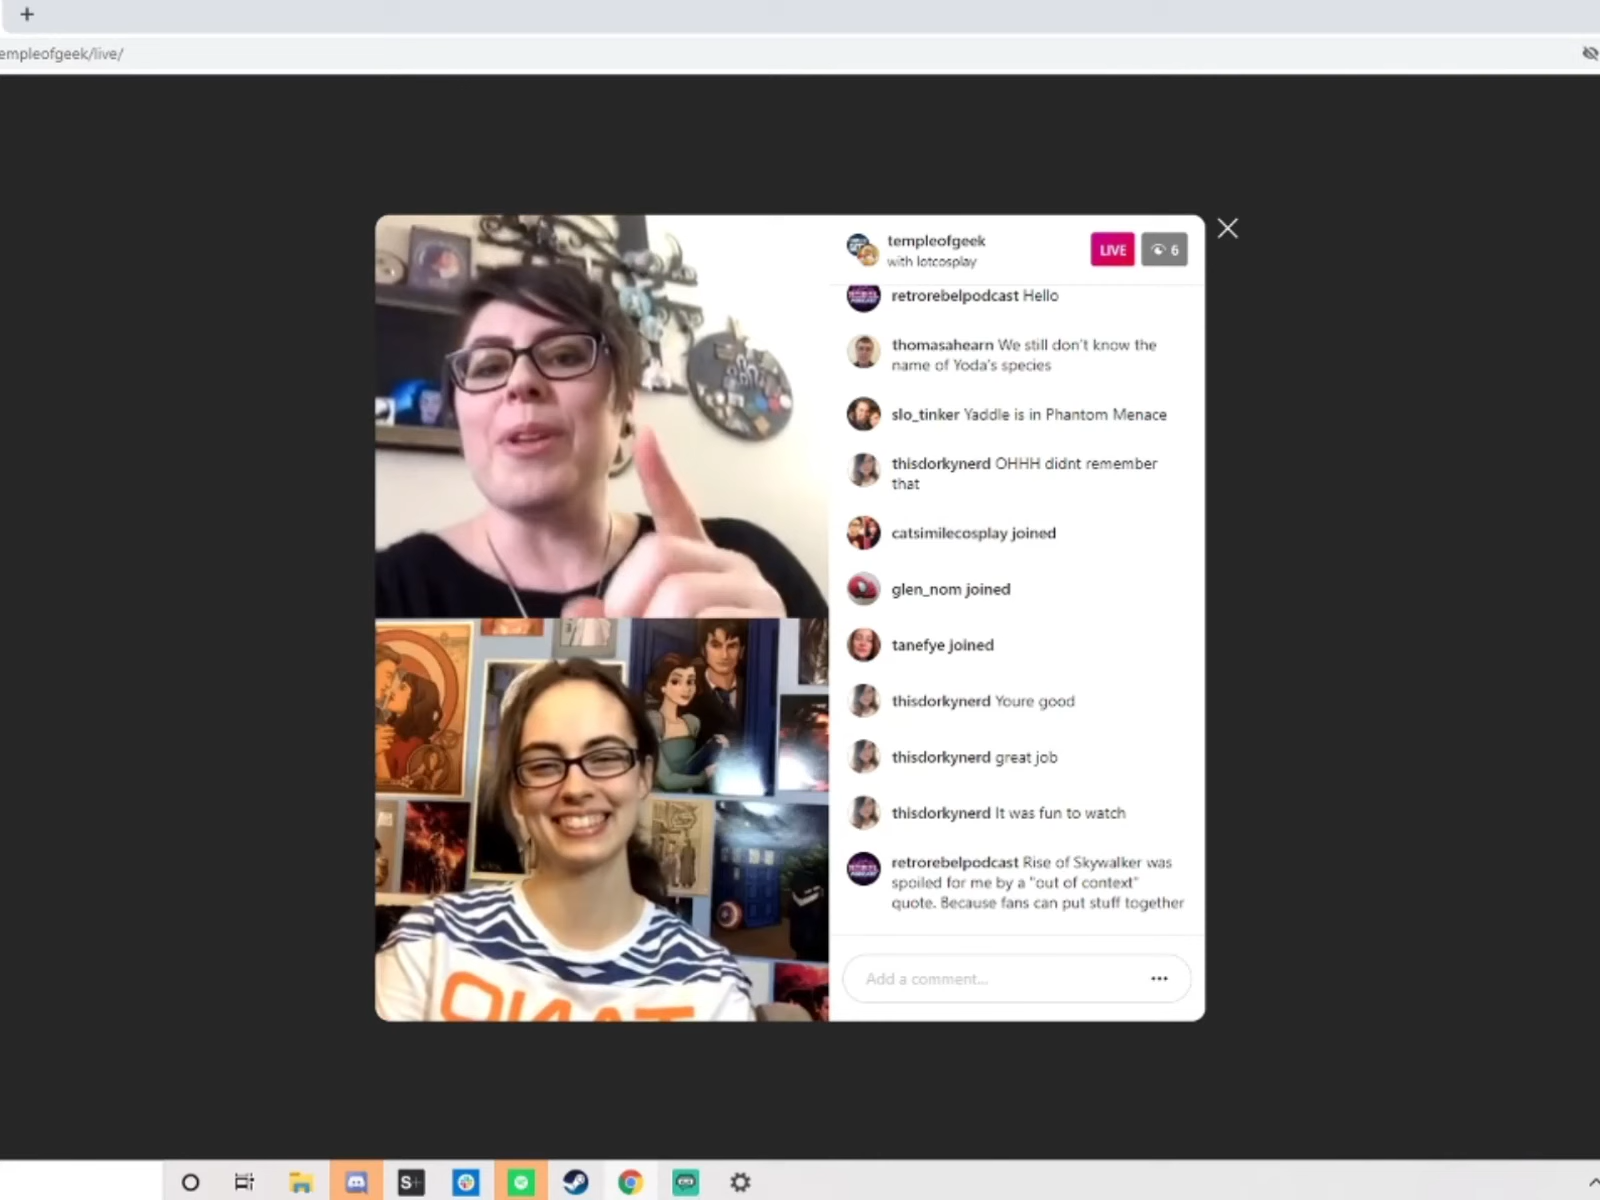 +
empleofgeek/live/
templeofgeek
with lotcosplay
LIVE
6
retrorebelpodcast Hello
thomasahearn We still don't know the
name of Yoda's species
slo_tinker Yaddle is in Phantom Menace
thisdorkynerd OHHH didnt remember
that
catsimilecosplay joined
glen_nom joined
tanefye joined
thisdorkynerd Youre good
thisdorkynerd great job
thisdorkynerd It was fun to watch
retrorebelpodcast Rise of Skywalker was
spoiled for me by a "out of context"
quote. Because fans can put stuff together
Add a comment...
S+